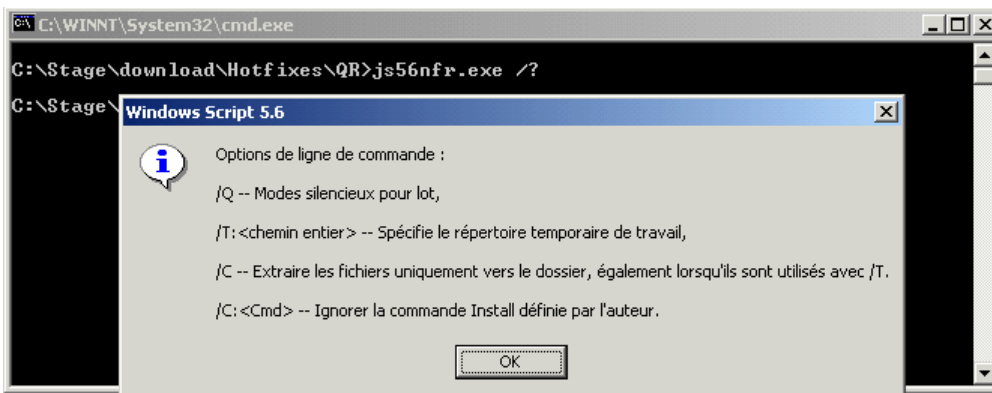 C:\WINNT\System32\cmd.exe
C:\Stage\download\Hotfixes\QR>js56nfr.exe /?
C:\Stage\
Windows Script 5.6
Options de ligne de commande :
/Q -- Modes silencieux pour lot,
/T:<chemin entier> -- Spécifie le répertoire temporaire de travail,
/C -- Extraire les fichiers uniquement vers le dossier, également lorsqu'ils sont utilisés avec /T.
/C:<Cmd> -- Ignorer la commande Install définie par l'auteur.
OK